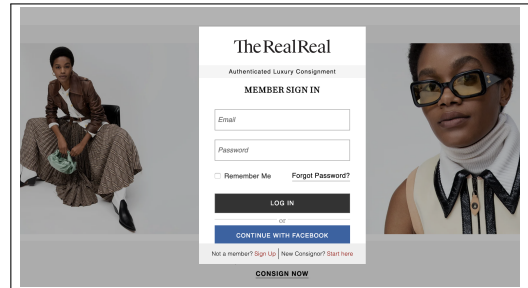 The RealReal
Authenticated Luxury Consignment
MEMBER SIGN IN
Email
Password
Remember Me Forgot Password?
LOG IN
or
CONTINUE WITH FACEBOOK
Not a member? Sign Up | New Consignor? Start here
CONSIGN NOW